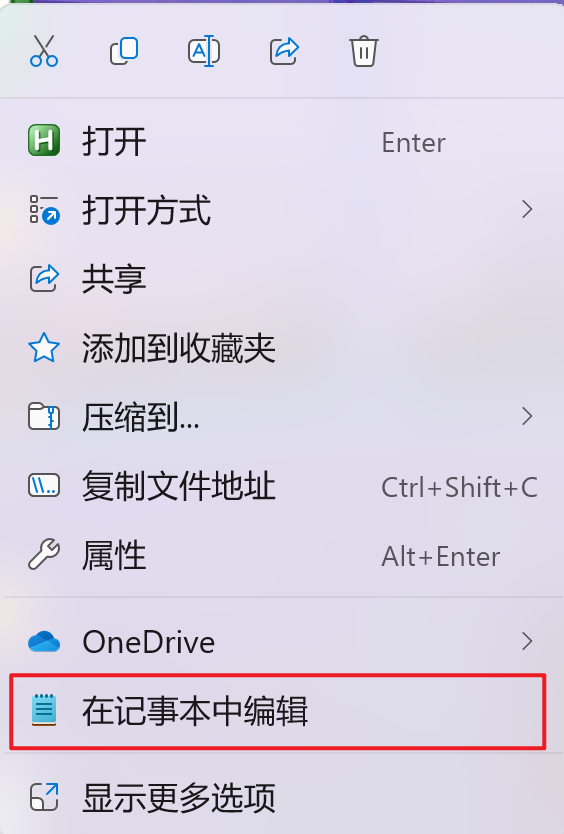 打开 Enter
打开方式
共享
添加到收藏夹
压缩到...
复制文件地址 Ctrl+Shift+C
属性 Alt+Enter
OneDrive
在记事本中编辑
显示更多选项